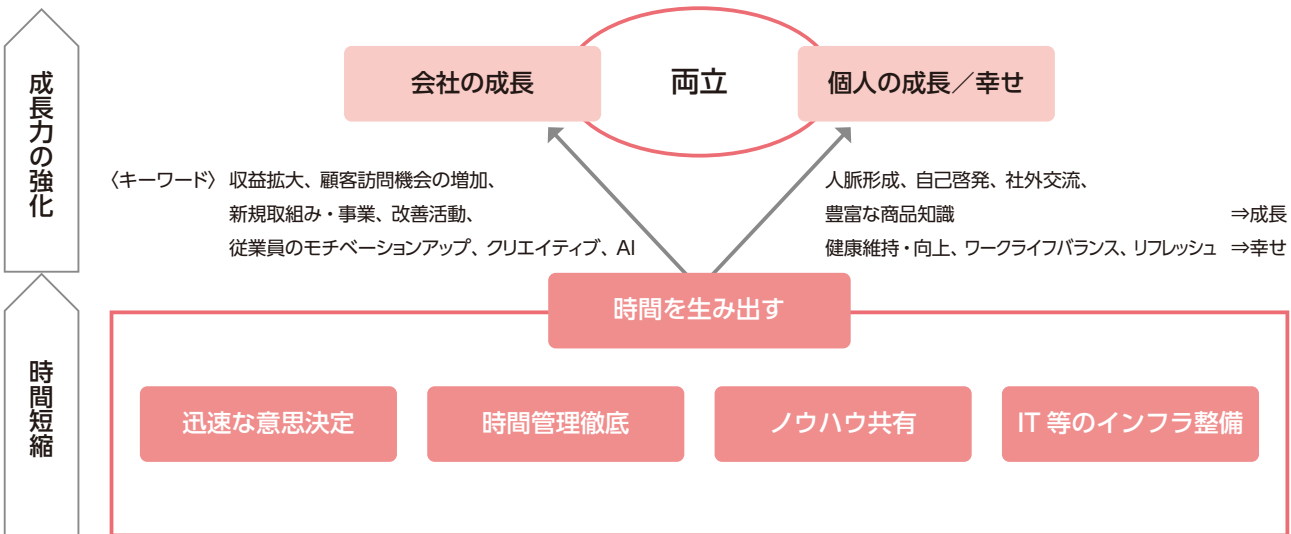 成長力の強化
会社の成長
両立
個人の成長／幸せ
〈キーワード〉 収益拡大、顧客訪問機会の増加、
新規取組み・事業、改善活動、
従業員のモチベーションアップ、クリエイティブ、AI
人脈形成、自己啓発、社外交流、
豊富な商品知識 ⇒成長
健康維持・向上、ワークライフバランス、リフレッシュ ⇒幸せ
時間短縮
時間を生み出す
迅速な意思決定
時間管理徹底
ノウハウ共有
IT 等のインフラ整備